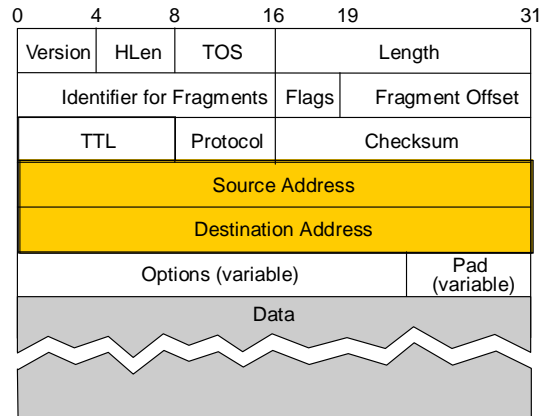 0 4 8 16 19 31
Version HLen TOS Length
Identifier for Fragments Flags Fragment Offset
TTL Protocol Checksum
Source Address
Destination Address
Options (variable) Pad (variable)
Data